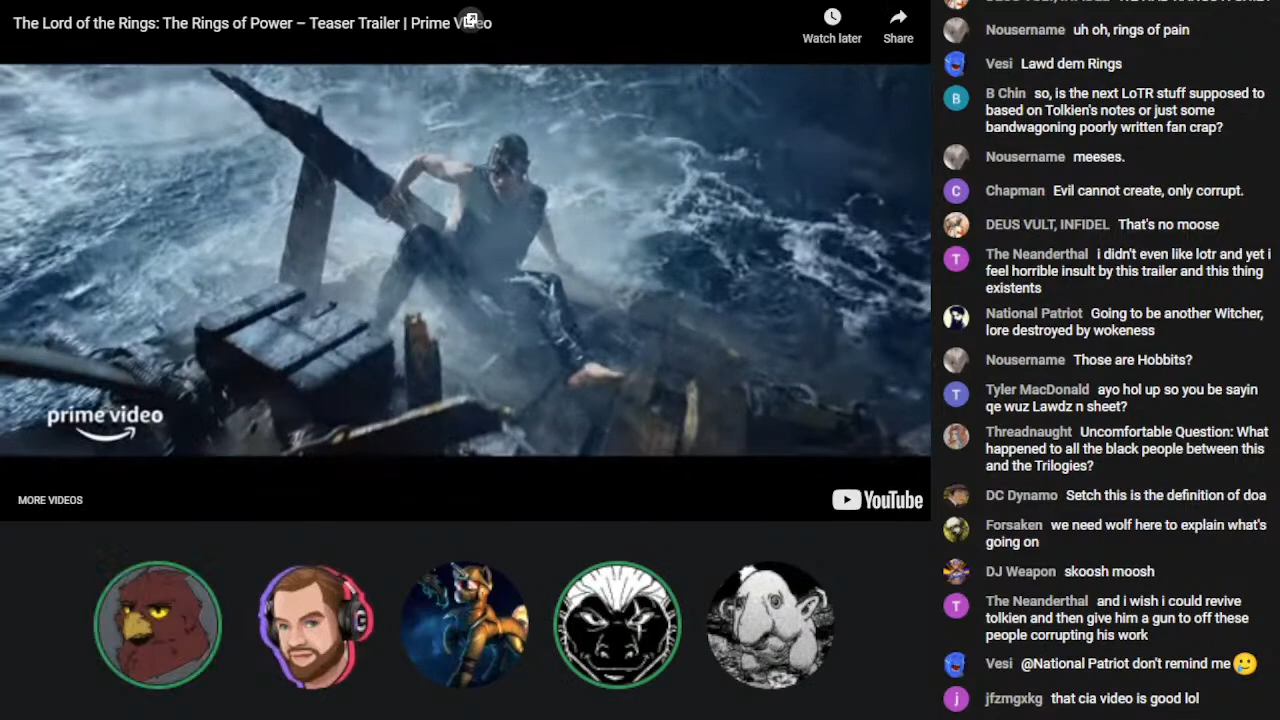 The Lord of the Rings: The Rings of Power – Teaser Trailer | Prime Video
Watch later
Share
prime video
MORE VIDEOS
YouTube
Nousername uh oh, rings of pain
Vesi Lawd dem Rings
B
B Chin so, is the next LoTR stuff supposed to
based on Tolkien's notes or just some
bandwagoning poorly written fan crap?
Nousername meeses.
C
Chapman Evil cannot create, only corrupt.
DEUS VULT, INFIDEL That's no moose
T
The Neanderthal i didn't even like lotr and yet i
feel horrible insult by this trailer and this thing
existents
National Patriot Going to be another Witcher,
lore destroyed by wokeness
Nousername Those are Hobbits?
T
Tyler MacDonald ayo hol up so you be sayin
qe wuz Lawdz n sheet?
Threadnaught Uncomfortable Question: What
happened to all the black people between this
and the Trilogies?
DC Dynamo Setch this is the definition of doa
Forsaken we need wolf here to explain what's
going on
DJ Weapon skoosh moosh
T
The Neanderthal and i wish i could revive
tolkien and then give him a gun to off these
people corrupting his work
Vesi @National Patriot don't remind me
j
jfzmgxkg that cia video is good lol